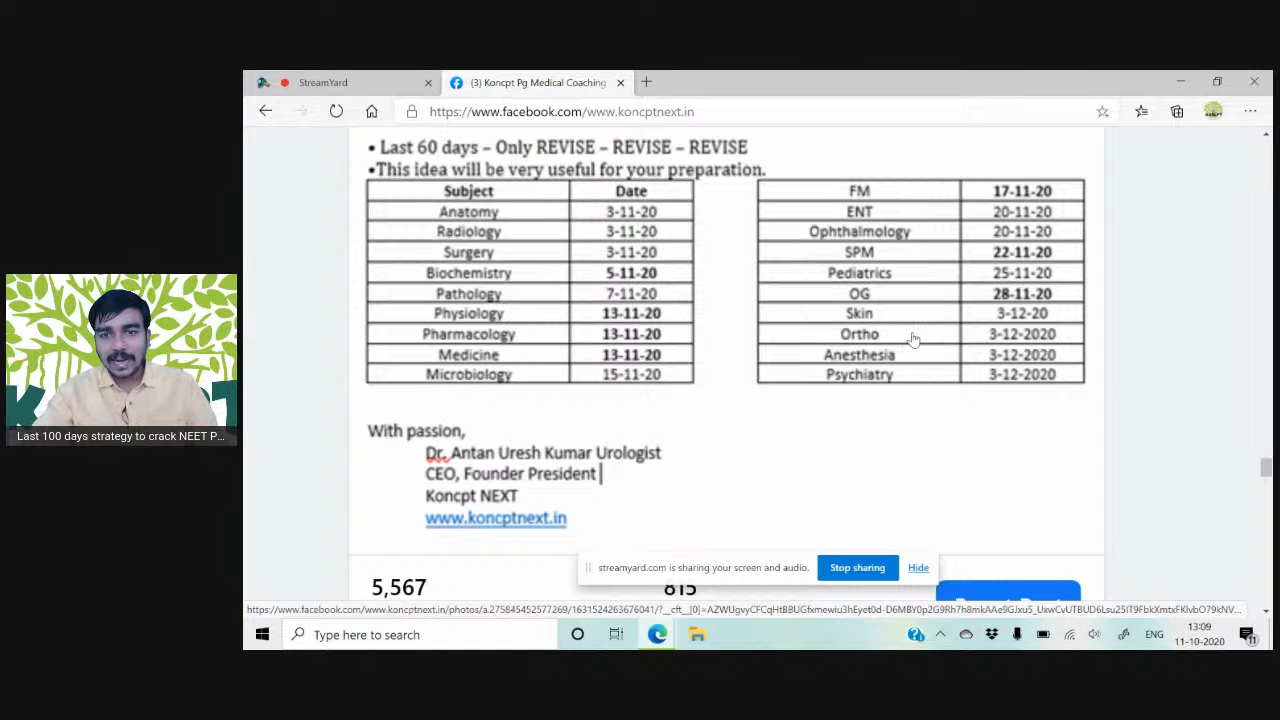 StreamYard
(3) Koncpt Pg Medical Coaching
https://www.facebook.com/www.koncptnext.in
• Last 60 days – Only REVISE – REVISE – REVISE
•This idea will be very useful for your preparation.
Subject Date
Anatomy 3-11-20
Radiology 3-11-20
Surgery 3-11-20
Biochemistry 5-11-20
Pathology 7-11-20
Physiology 13-11-20
Pharmacology 13-11-20
Medicine 13-11-20
Microbiology 15-11-20
FM 17-11-20
ENT 20-11-20
Ophthalmology 20-11-20
SPM 22-11-20
Pediatrics 25-11-20
OG 28-11-20
Skin 3-12-20
Ortho 3-12-2020
Anesthesia 3-12-2020
Psychiatry 3-12-2020
With passion,
Dr. Antan Uresh Kumar Urologist
CEO, Founder President
Koncpt NEXT
www.koncptnext.in
Last 100 days strategy to crack NEET P...
streamyard.com is sharing your screen and audio. Stop sharing Hide
5,567 815
Type here to search
ENG
13:09
11-10-2020
11